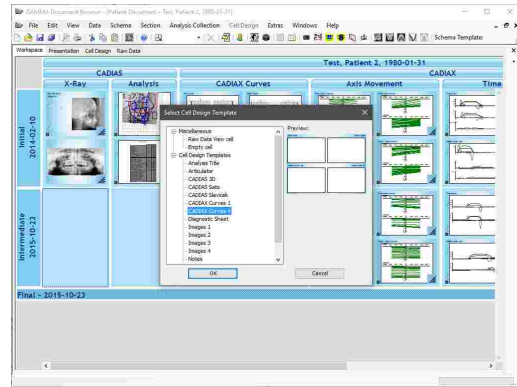 GAMMA Document Browser - [Patient Document - Test, Patient 2, 1980-01-31]
File Edit View Data Schema Section Analysis Collection Cell Design Extras Windows Help
Schema Template:
Workspace Presentation Cell Design Raw Data
Test, Patient 2, 1980-01-31
CADIAS CADIAX
X-Ray Analysis CADIAX Curves Axis Movement Time
Initial
2014-02-10
Select Cell Design Template
Miscellaneous
Raw Data View cell
Empty cell
Cell Design Templates
Analysis Title
Articulator
CADIAS 3D
CADIAS Sato
CADIAS Slavicek
CADIAX Curves 1
CADIAX Curves 4
Diagnostic Sheet
Images 1
Images 2
Images 3
Images 4
Notes
Preview:
OK Cancel
Intermediate
2015-10-23
Final - 2015-10-23